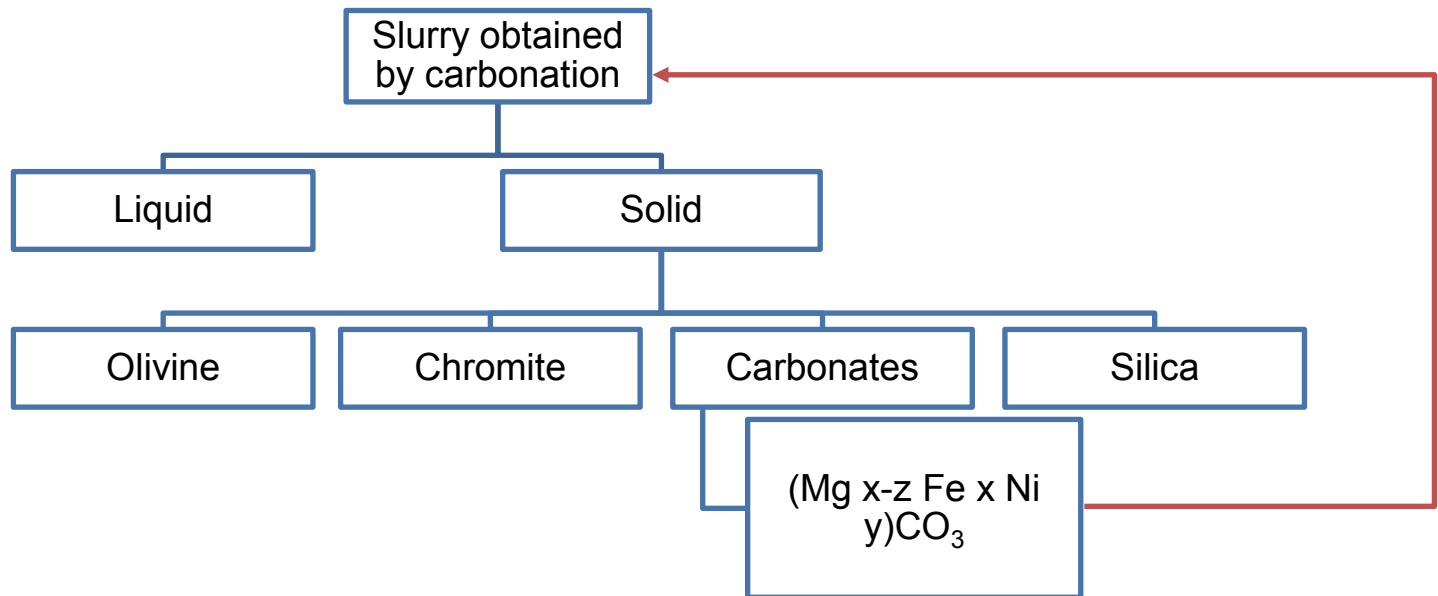 Slurry obtained
by carbonation
Liquid
Solid
Olivine
Chromite
Carbonates
Silica
(Mg x-z Fe x Ni
y)CO₃